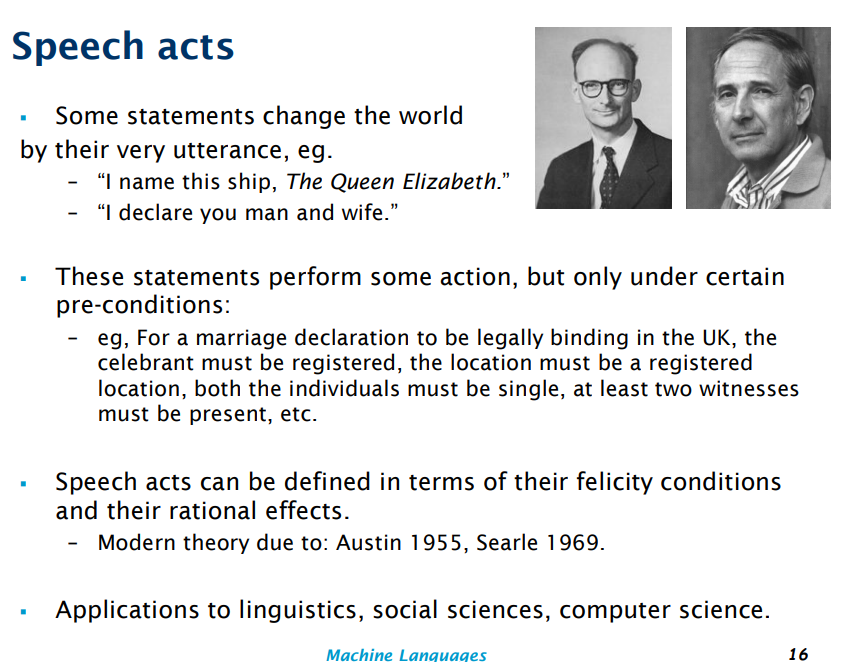 Speech acts
▪ Some statements change the world
by their very utterance, eg.
– “I name this ship, The Queen Elizabeth.”
– “I declare you man and wife.”
▪ These statements perform some action, but only under certain
pre-conditions:
– eg, For a marriage declaration to be legally binding in the UK, the
celebrant must be registered, the location must be a registered
location, both the individuals must be single, at least two witnesses
must be present, etc.
▪ Speech acts can be defined in terms of their felicity conditions
and their rational effects.
– Modern theory due to: Austin 1955, Searle 1969.
▪ Applications to linguistics, social sciences, computer science.
Machine Languages
16